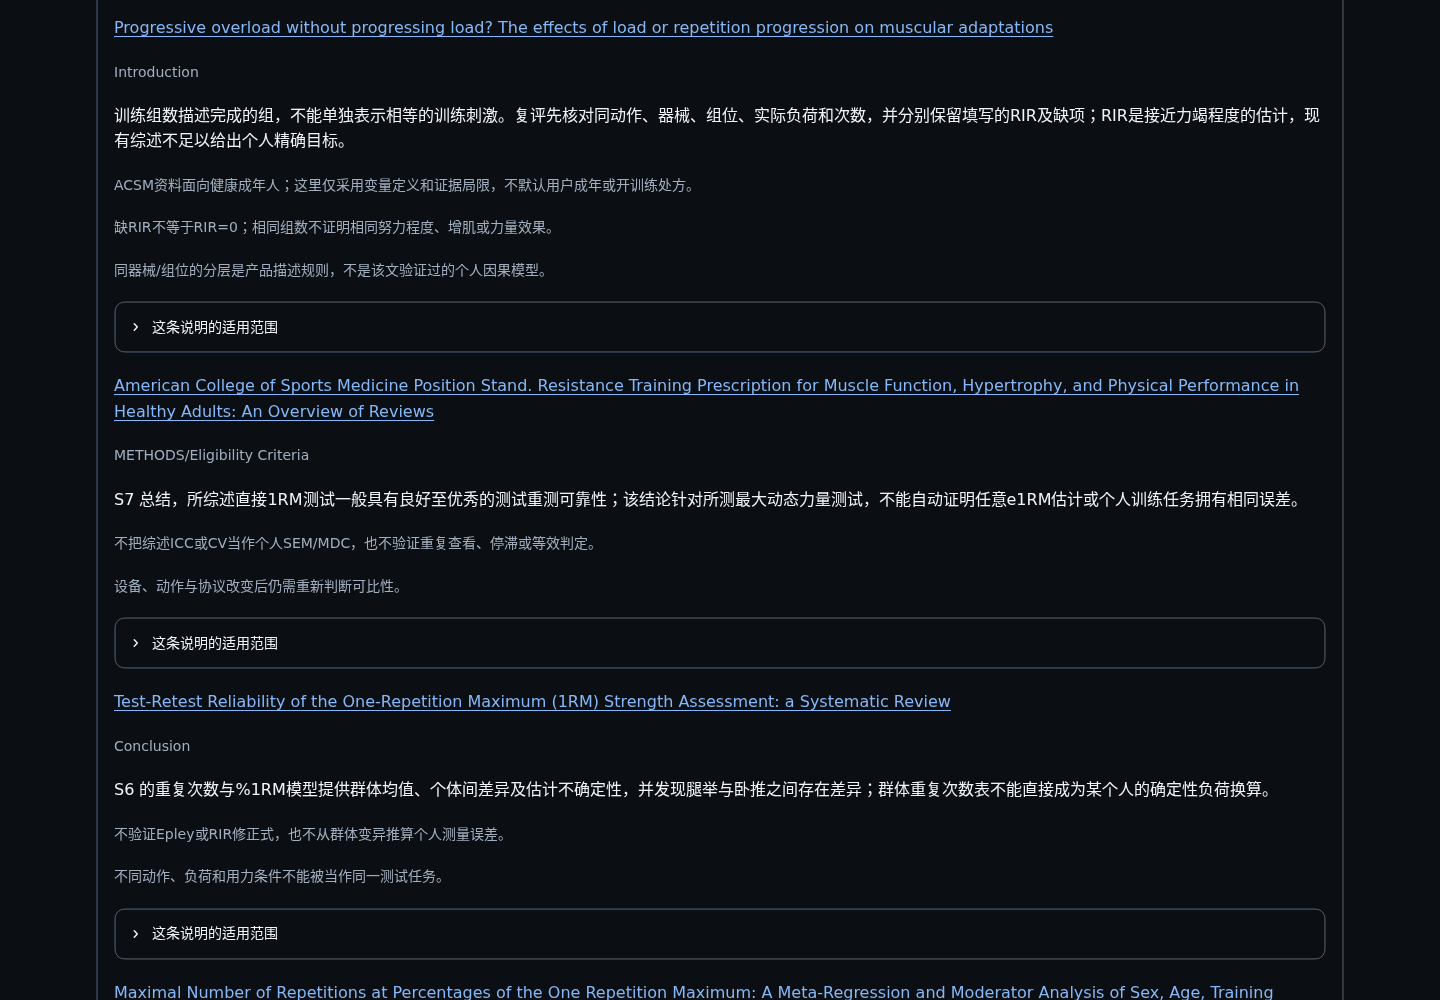 Progressive overload without progressing load? The effects of load or repetition progression on muscular adaptations
Introduction
训练组数描述完成的组，不能单独表示相等的训练刺激。复评先核对同动作、器械、组位、实际负荷和次数，并分别保留填写的RIR及缺项；RIR是接近力竭程度的估计，现
有综述不足以给出个人精确目标。
ACSM资料面向健康成年人；这里仅采用变量定义和证据局限，不默认用户成年或开训练处方。
缺RIR不等于RIR=0；相同组数不证明相同努力程度、增肌或力量效果。
同器械/组位的分层是产品描述规则，不是该文验证过的个人因果模型。
› 这条说明的适用范围
American College of Sports Medicine Position Stand. Resistance Training Prescription for Muscle Function, Hypertrophy, and Physical Performance in
Healthy Adults: An Overview of Reviews
METHODS/Eligibility Criteria
S7 总结，所综述直接1RM测试一般具有良好至优秀的测试重测可靠性；该结论针对所测最大动态力量测试，不能自动证明任意e1RM估计或个人训练任务拥有相同误差。
不把综述ICC或CV当作个人SEM/MDC，也不验证重复查看、停滞或等效判定。
设备、动作与协议改变后仍需重新判断可比性。
› 这条说明的适用范围
Test-Retest Reliability of the One-Repetition Maximum (1RM) Strength Assessment: a Systematic Review
Conclusion
S6 的重复次数与%1RM模型提供群体均值、个体间差异及估计不确定性，并发现腿举与卧推之间存在差异；群体重复次数表不能直接成为某个人的确定性负荷换算。
不验证Epley或RIR修正式，也不从群体变异推算个人测量误差。
不同动作、负荷和用力条件不能被当作同一测试任务。
› 这条说明的适用范围
Maximal Number of Repetitions at Percentages of the One Repetition Maximum: A Meta-Regression and Moderator Analysis of Sex, Age, Training